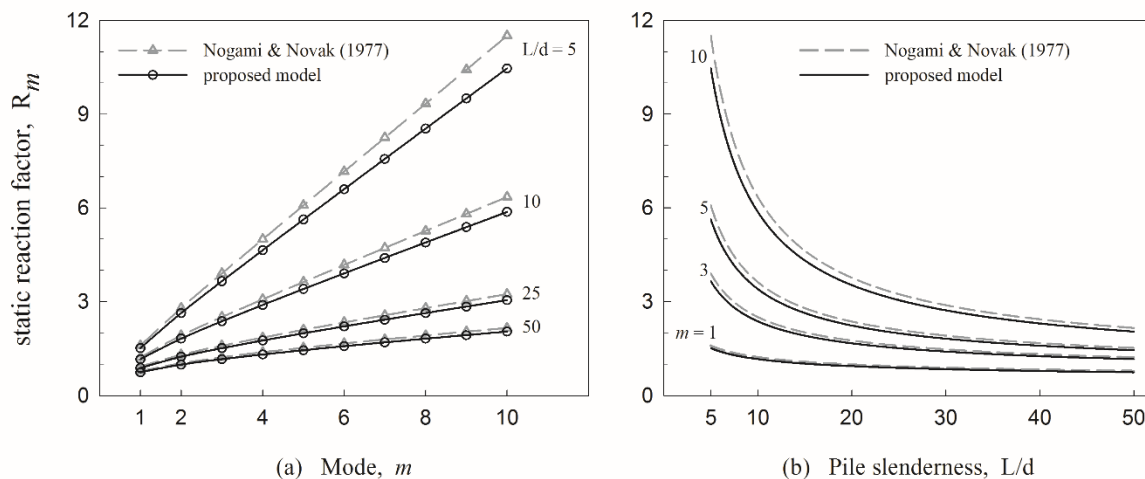 static reaction factor, Rm
12
9
6
3
0
Nogami & Novak (1977)
proposed model
L/d = 5
10
25
50
1 2 4 6 8 10
(a) Mode, m
12
9
6
3
0
Nogami & Novak (1977)
proposed model
10
5
3
m = 1
5 10 20 30 40 50
(b) Pile slenderness, L/d